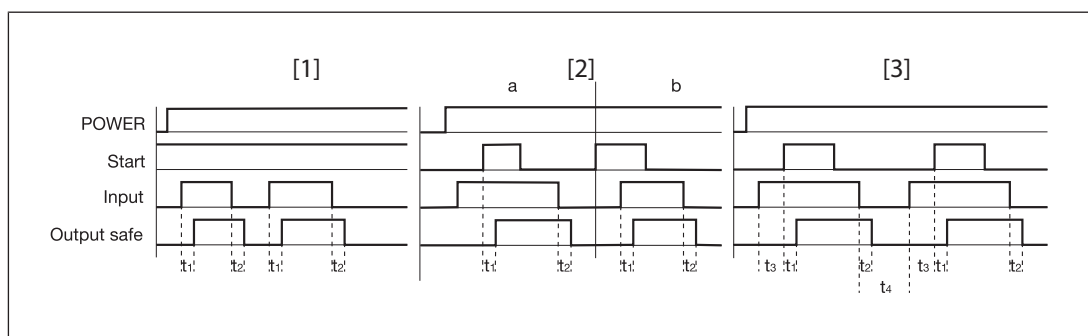 [1] [2] [3]
a b
POWER
Start
Input
Output safe
t1 t2 t1 t2 t1 t2 t1 t2 t3 t1 t2 t3 t1 t2
t4